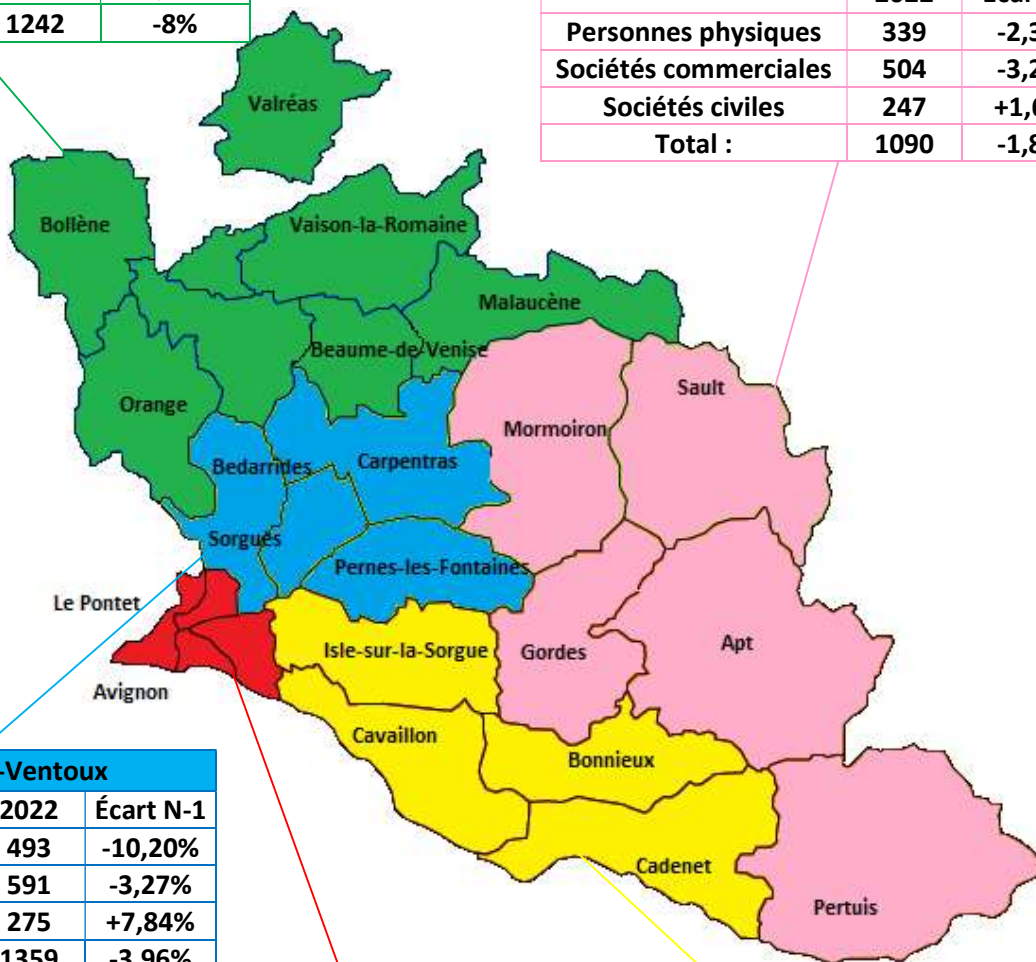 1242 -8%
Personnes physiques 339
Sociétés commerciales 504
Sociétés civiles 247
Total : 1090
Valréas
Bollène
Vaison-la-Romaine
Malaucène
Beaume-de-Venise
Orange
Sault
Mormoiron
Bedarrides
Carpentras
Sorgues
Pernes-les-Fontaines
Le Pontet
Isle-sur-la-Sorgue
Gordes
Apt
Avignon
Cavaillon
Bonnieux
-Ventoux
2022 Écart N-1
493 -10,20%
591 -3,27%
275 +7,84%
1359 -3,96%
Cadenet
Pertuis